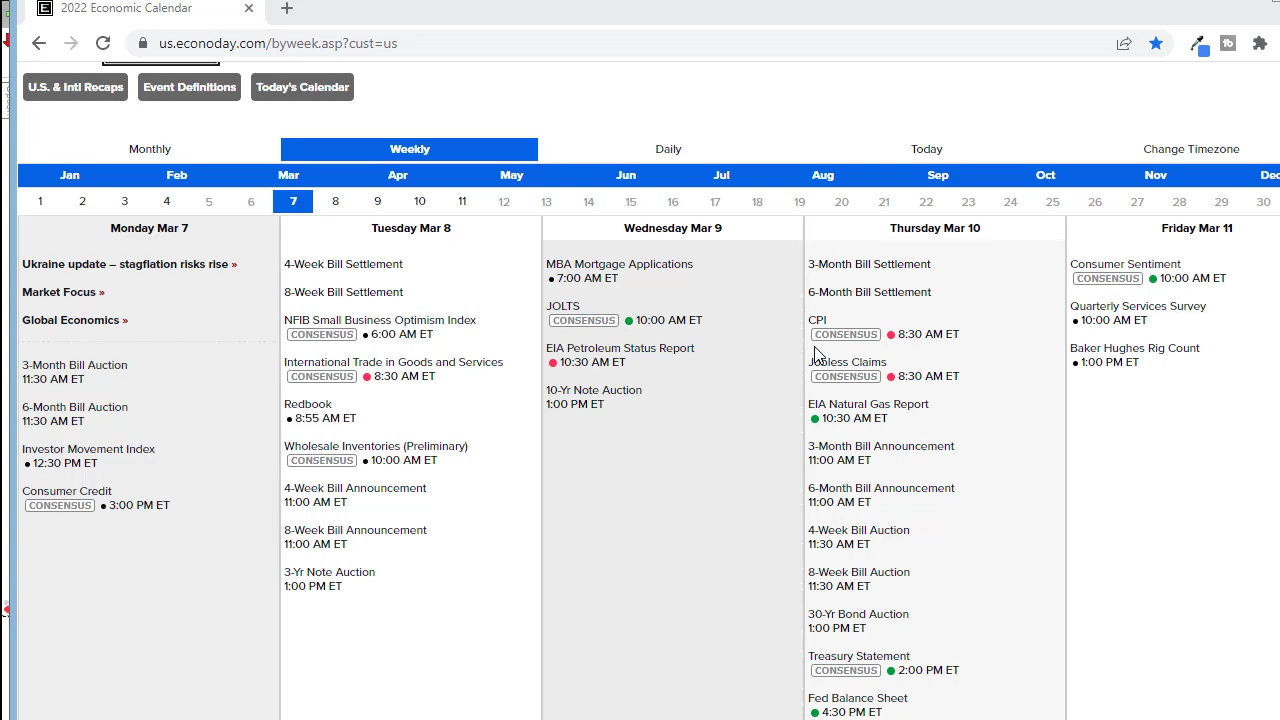 2022 Economic Calendar
us.econoday.com/byweek.asp?cust=us
U.S. & Intl Recaps
Event Definitions
Today's Calendar
Monthly
Weekly
Daily
Today
Change Timezone
Jan Feb Mar Apr May Jun Jul Aug Sep Oct Nov Dec
1 2 3 4 5 6 7 8 9 10 11 12 13 14 15 16 17 18 19 20 21 22 23 24 25 26 27 28 29 30
Monday Mar 7
Ukraine update – stagflation risks rise »
Market Focus »
Global Economics »
3-Month Bill Auction
11:30 AM ET
6-Month Bill Auction
11:30 AM ET
Investor Movement Index
12:30 PM ET
Consumer Credit
CONSENSUS 3:00 PM ET
Tuesday Mar 8
4-Week Bill Settlement
8-Week Bill Settlement
NFIB Small Business Optimism Index
CONSENSUS 6:00 AM ET
International Trade in Goods and Services
CONSENSUS 8:30 AM ET
Redbook
8:55 AM ET
Wholesale Inventories (Preliminary)
CONSENSUS 10:00 AM ET
4-Week Bill Announcement
11:00 AM ET
8-Week Bill Announcement
11:00 AM ET
3-Yr Note Auction
1:00 PM ET
Wednesday Mar 9
MBA Mortgage Applications
7:00 AM ET
JOLTS
CONSENSUS 10:00 AM ET
EIA Petroleum Status Report
10:30 AM ET
10-Yr Note Auction
1:00 PM ET
Thursday Mar 10
3-Month Bill Settlement
6-Month Bill Settlement
CPI
CONSENSUS 8:30 AM ET
Jobless Claims
CONSENSUS 8:30 AM ET
EIA Natural Gas Report
10:30 AM ET
3-Month Bill Announcement
11:00 AM ET
6-Month Bill Announcement
11:00 AM ET
4-Week Bill Auction
11:30 AM ET
8-Week Bill Auction
11:30 AM ET
30-Yr Bond Auction
1:00 PM ET
Treasury Statement
CONSENSUS 2:00 PM ET
Fed Balance Sheet
4:30 PM ET
Friday Mar 11
Consumer Sentiment
CONSENSUS 10:00 AM ET
Quarterly Services Survey
10:00 AM ET
Baker Hughes Rig Count
1:00 PM ET